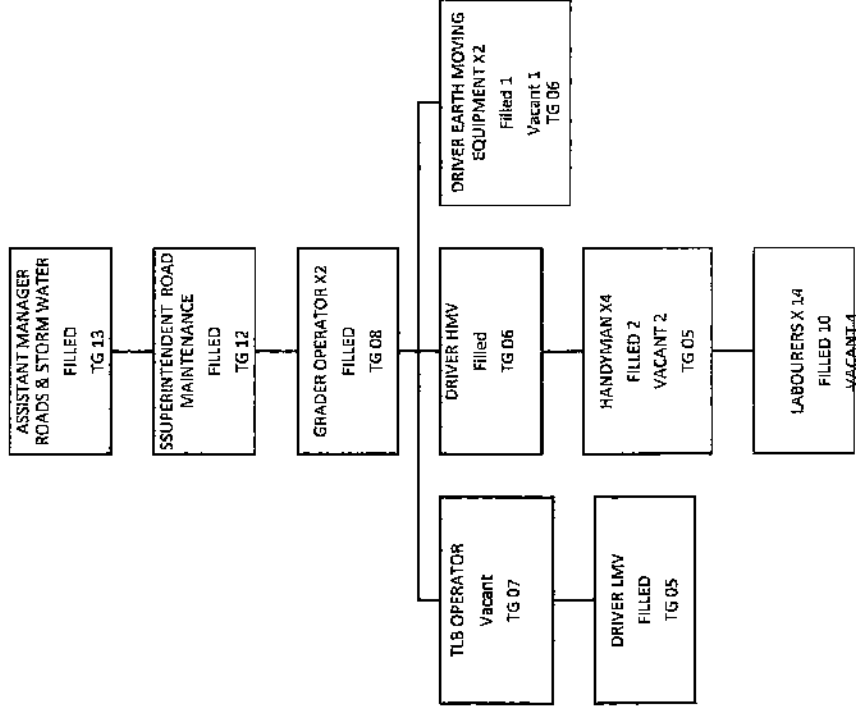 ASSISTANT MANAGER
ROADS & STORM WATER
FILLED
TG 13
SSUPERINTENDENT ROAD
MAINTENANCE
FILLED
TG 12
GRADER OPERATOR X2
FILLED
TG 08
TLB OPERATOR
Vacant
TG 07
DRIVER HMV
Filled
TG 06
DRIVER EARTH MOVING
EQUIPMENT X2
Filled 1
Vacant 1
TG 06
DRIVER LMV
FILLED
TG 05
HANDYMAN X4
FILLED 2
VACANT 2
TG 05
LABOURERS X 14
FILLED 10
VACANT 4